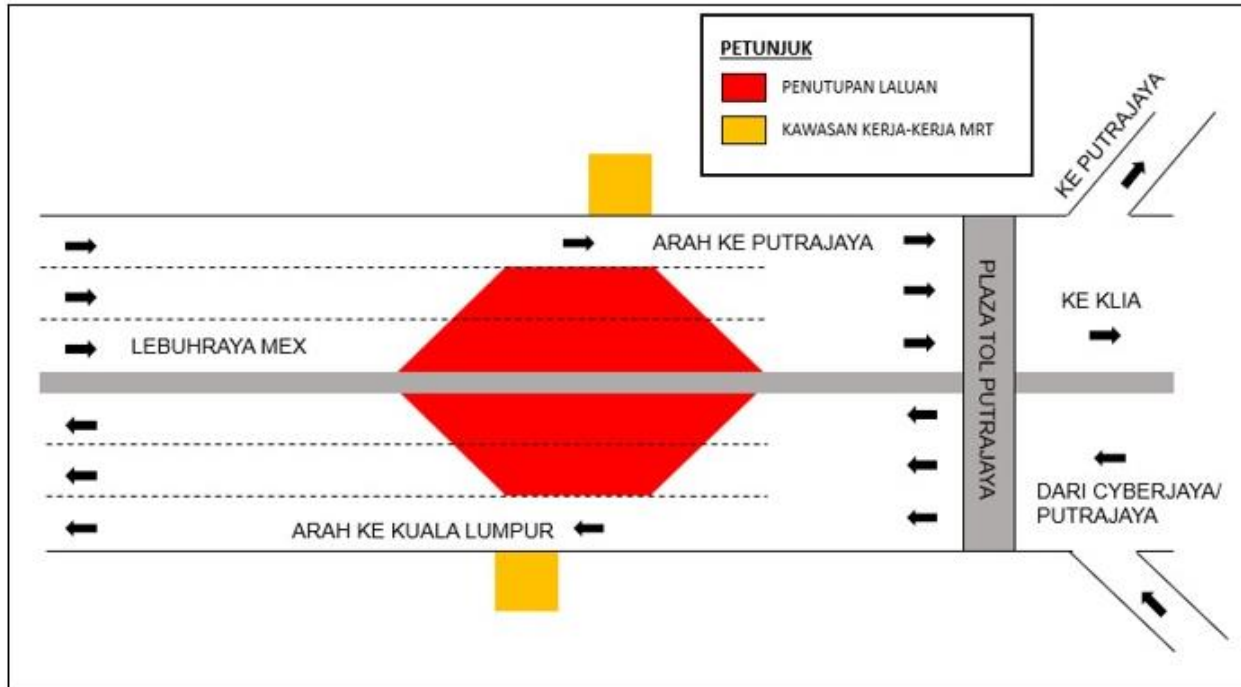 PETUNJUK
PENUTUPAN LALUAN
KAWASAN KERJA-KERJA MRT
KE PUTRAJAYA
ARAH KE PUTRAJAYA
PLAZA TOL PUTRAJAYA
KE KLIA
LEBUHRAYA MEX
DARI CYBERJAYA/
PUTRAJAYA
ARAH KE KUALA LUMPUR